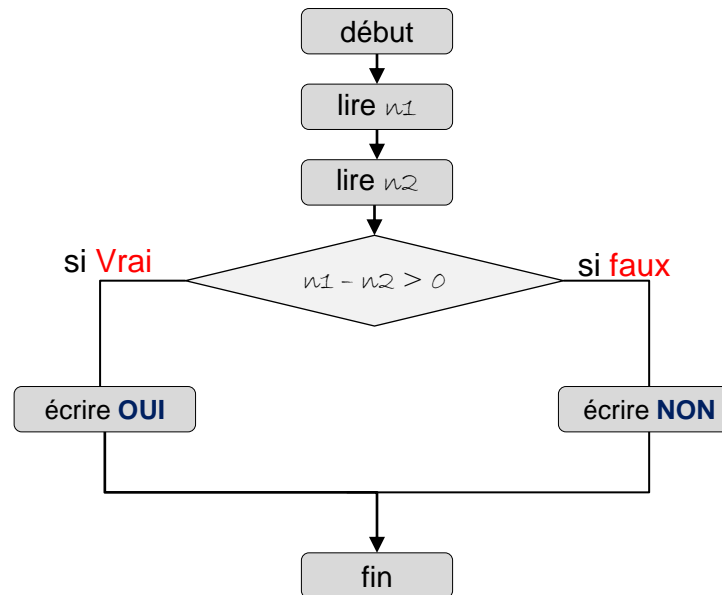 début
lire n1
lire n2
si Vrai
n1 - n2 > 0
si faux
écrire OUI
écrire NON
fin